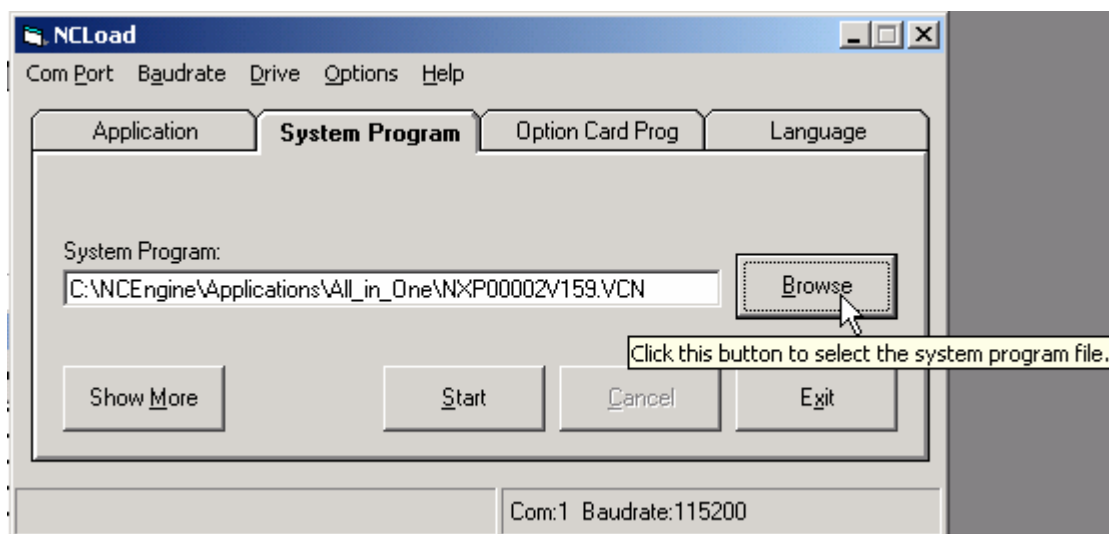 NCLoad
Com Port Baudrate Drive Options Help
Application System Program Option Card Prog Language
System Program:
C:\NCEngine\Applications\All_in_One\NXP00002V159.VCN Browse
Click this button to select the system program file.
Show More Start Cancel Exit
Com:1 Baudrate:115200